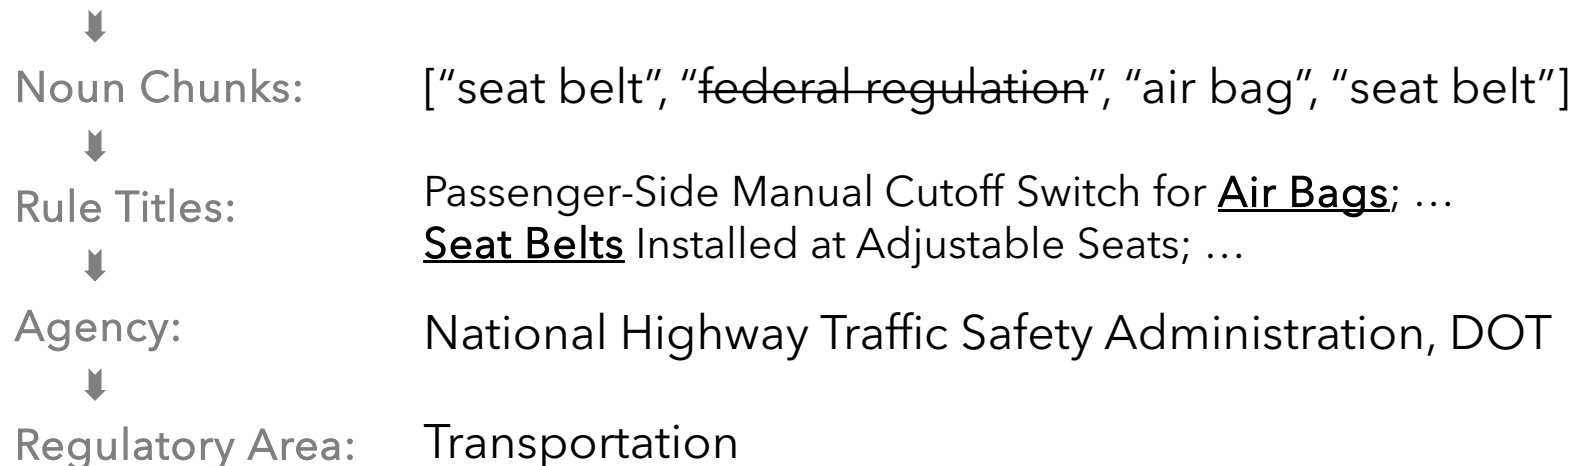 Noun Chunks: [“seat belt”, “federal regulation”, “air bag”, “seat belt”]
Rule Titles: Passenger-Side Manual Cutoff Switch for Air Bags; …
Seat Belts Installed at Adjustable Seats; …
Agency: National Highway Traffic Safety Administration, DOT
Regulatory Area: Transportation